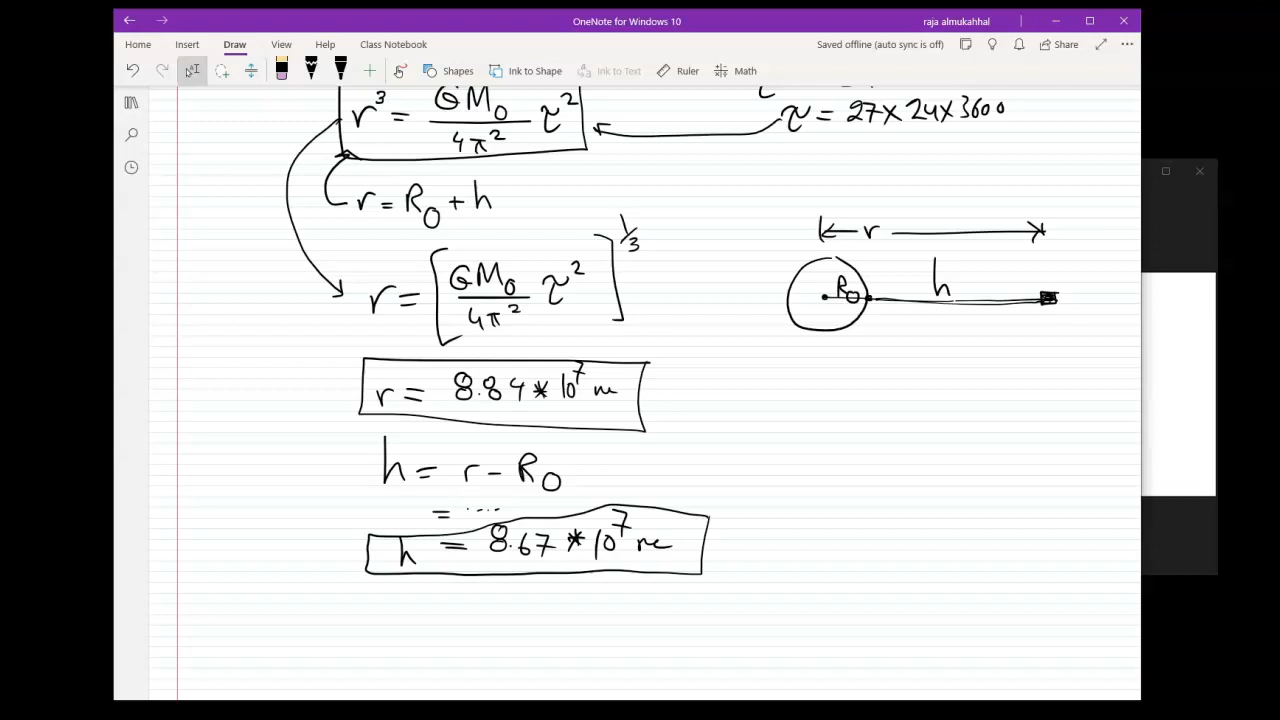 OneNote for Windows 10
raja almukahhal
Home Insert Draw View Help Class Notebook
Saved offline (auto sync is off)
Share
Shapes Ink to Shape Ink to Text Ruler Math
r³ = GM₀/4π² τ²
τ = 27 × 24 × 3600
r = R₀ + h
r = [GM₀/4π² τ²]^1/3
r
R₀ h
r = 8.84 * 10⁷ m
h = r - R₀
= ....
h = 8.67 * 10⁷ m